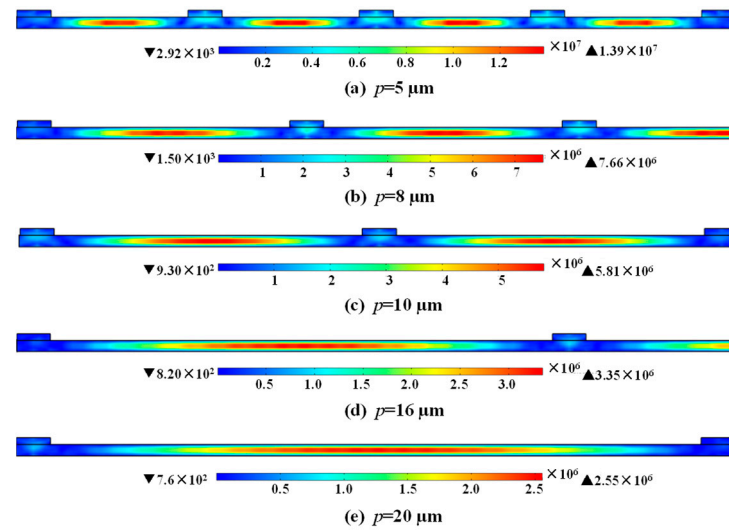 ▼2.92×10³ 0.2 0.4 0.6 0.8 1.0 1.2 ×10⁷ ▲1.39×10⁷
(a) p=5 μm
▼1.50×10³ 1 2 3 4 5 6 7 ×10⁶ ▲7.66×10⁶
(b) p=8 μm
▼9.30×10² 1 2 3 4 5 ×10⁶ ▲5.81×10⁶
(c) p=10 μm
▼8.20×10² 0.5 1.0 1.5 2.0 2.5 3.0 ×10⁶ ▲3.35×10⁶
(d) p=16 μm
▼7.6×10² 0.5 1.0 1.5 2.0 2.5 ×10⁶ ▲2.55×10⁶
(e) p=20 μm